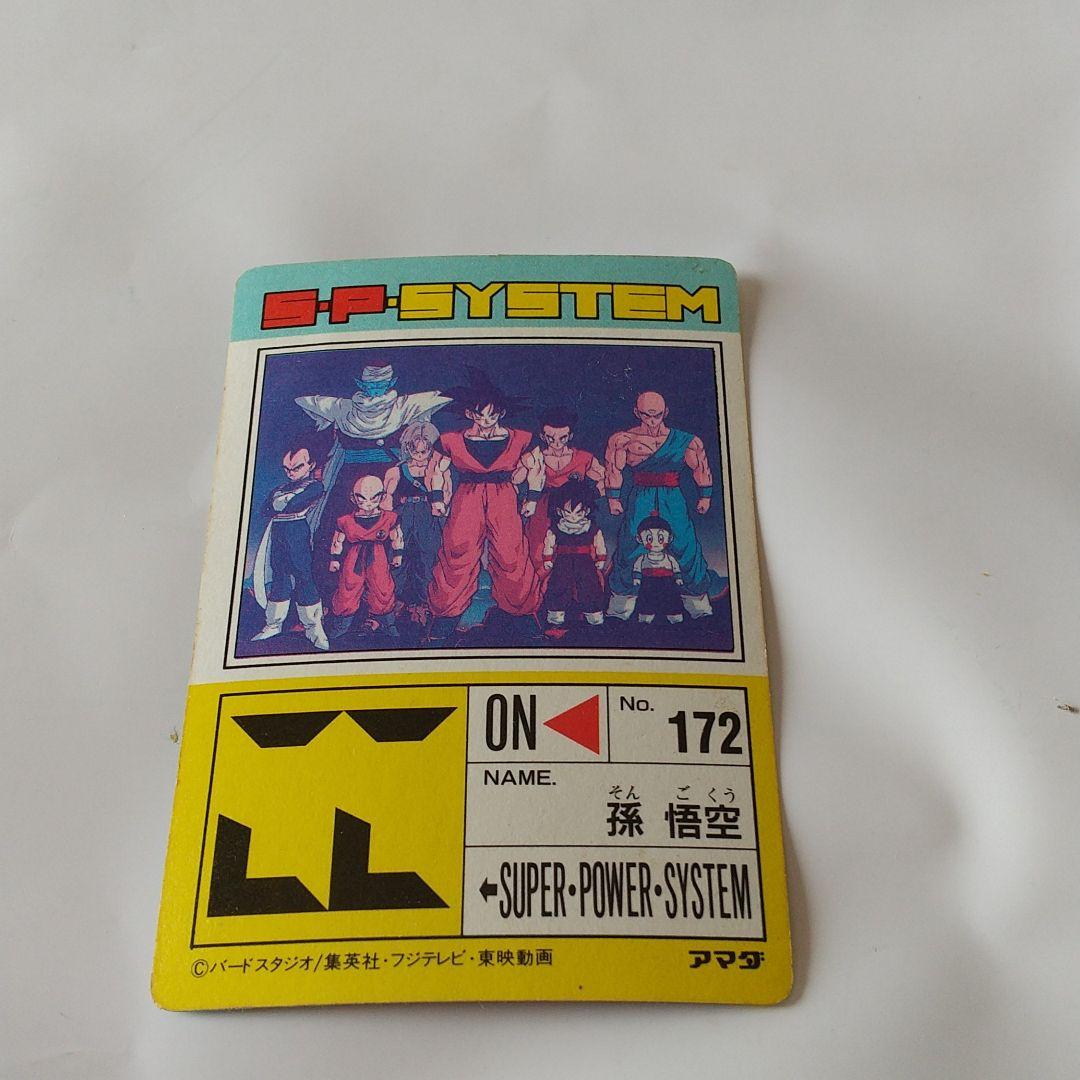 S·P·SYSTEM
ON
No. 172
NAME.
そん ご くう
孫 悟空
←SUPER·POWER·SYSTEM
©バードスタジオ/集英社・フジテレビ・東映動画
アマダ